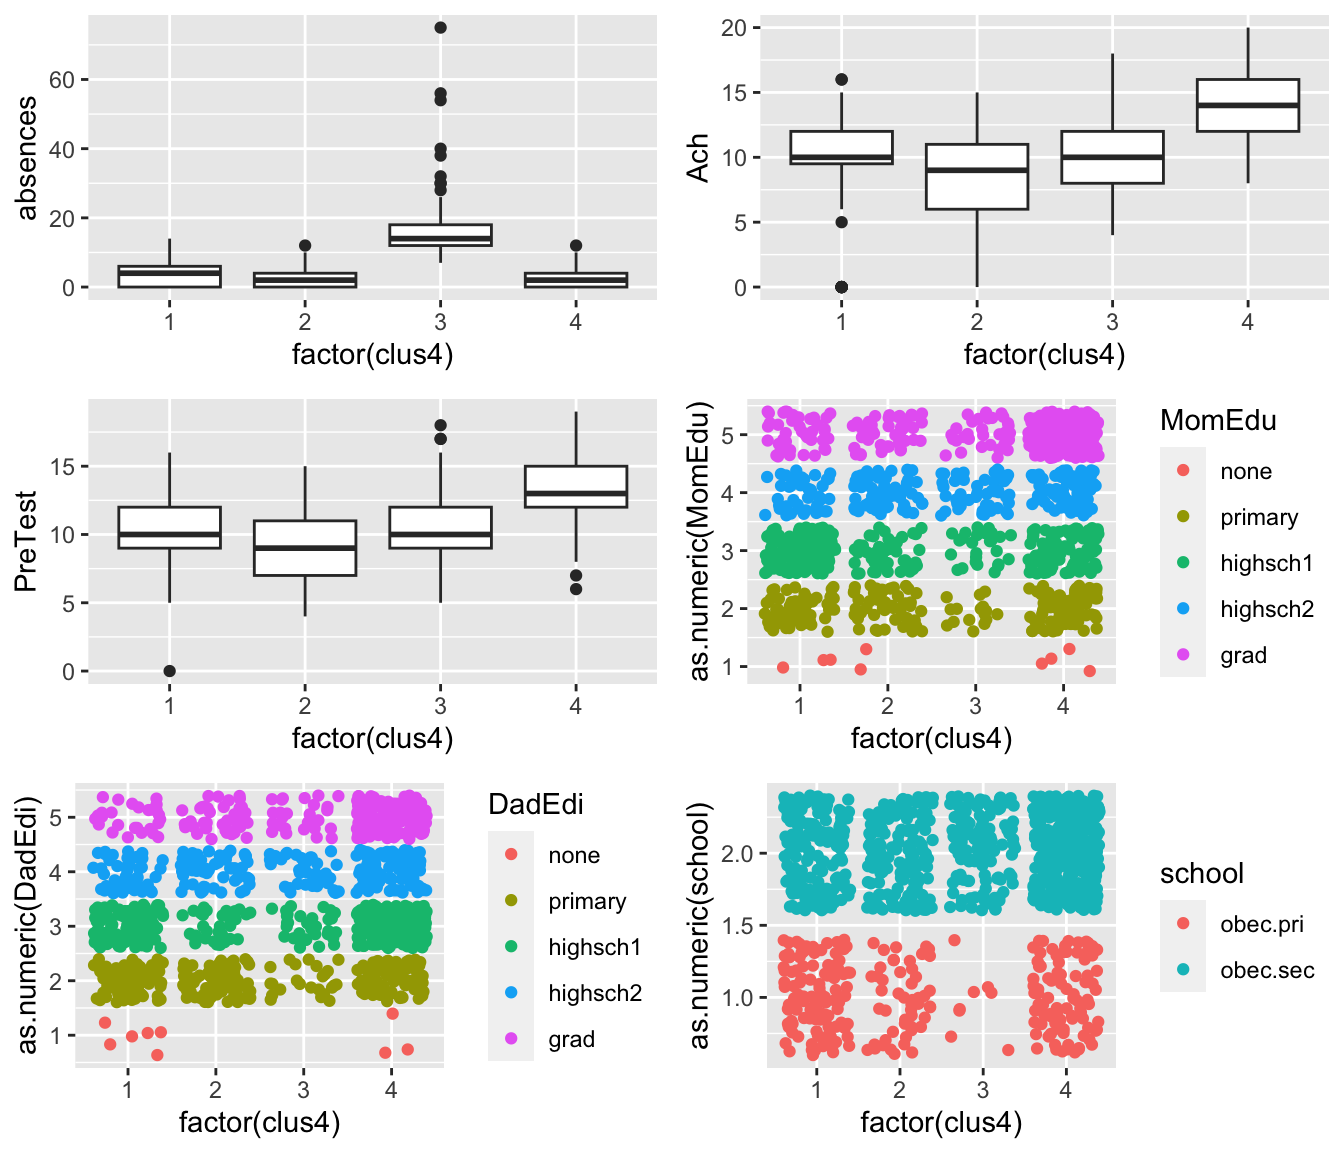 absences
60
40
20
0
1 2 3 4
factor(clus4)
Ach
20
15
10
5
0
1 2 3 4
factor(clus4)
PreTest
15
10
5
0
1 2 3 4
factor(clus4)
as.numeric(MomEdu)
5
4
3
2
1
1 2 3 4
factor(clus4)
MomEdu
none
primary
highsch1
highsch2
grad
as.numeric(DadEdi)
5
4
3
2
1
1 2 3 4
factor(clus4)
DadEdi
none
primary
highsch1
highsch2
grad
as.numeric(school)
2.0
1.5
1.0
1 2 3 4
factor(clus4)
school
obec.pri
obec.sec